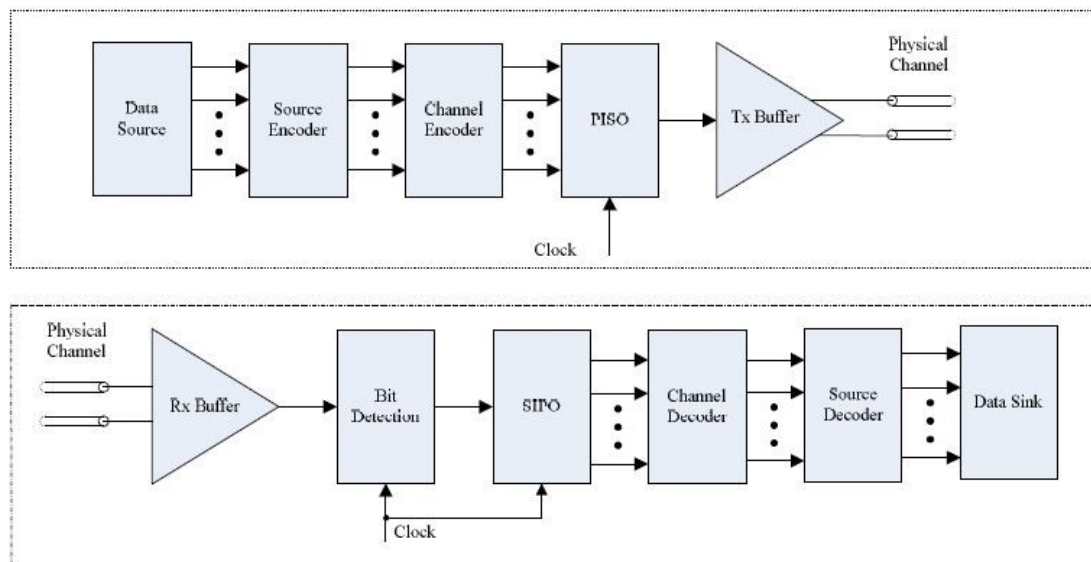 Physical
Channel
Data
Source
Source
Encoder
Channel
Encoder
PISO
Tx Buffer
Clock
Physical
Channel
Rx Buffer
Bit
Detection
SIPO
Channel
Decoder
Source
Decoder
Data Sink
Clock